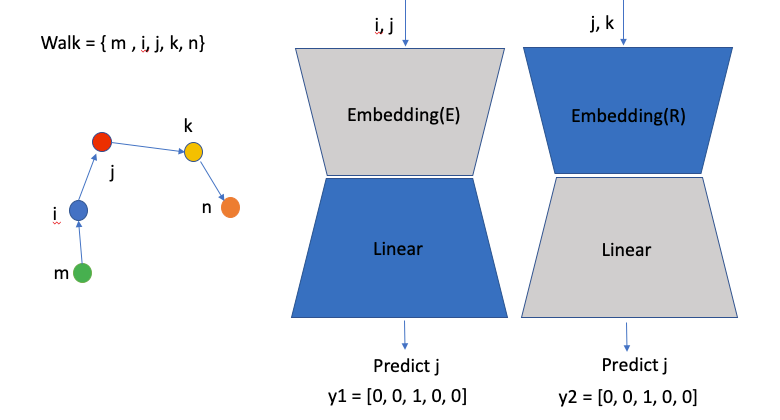 Walk = { m , i, j, k, n}
k
j
i
n
m
i, j
Embedding(E)
Linear
Predict j
y1 = [0, 0, 1, 0, 0]
j, k
Embedding(R)
Linear
Predict j
y2 = [0, 0, 1, 0, 0]